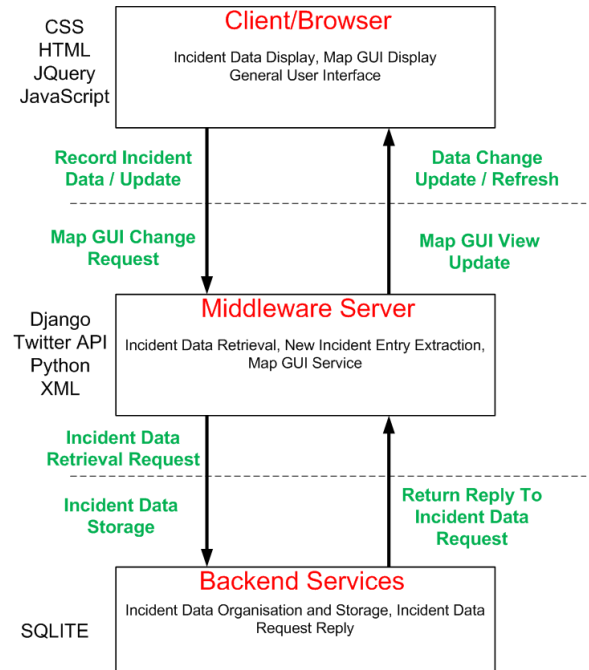 CSS
HTML
JQuery
JavaScript
Client/Browser
Incident Data Display, Map GUI Display
General User Interface
Record Incident
Data / Update
Data Change
Update / Refresh
Map GUI Change
Request
Map GUI View
Update
Django
Twitter API
Python
XML
Middleware Server
Incident Data Retrieval, New Incident Entry Extraction,
Map GUI Service
Incident Data
Retrieval Request
Incident Data
Storage
Return Reply To
Incident Data
Request
SQLITE
Backend Services
Incident Data Organisation and Storage, Incident Data
Request Reply